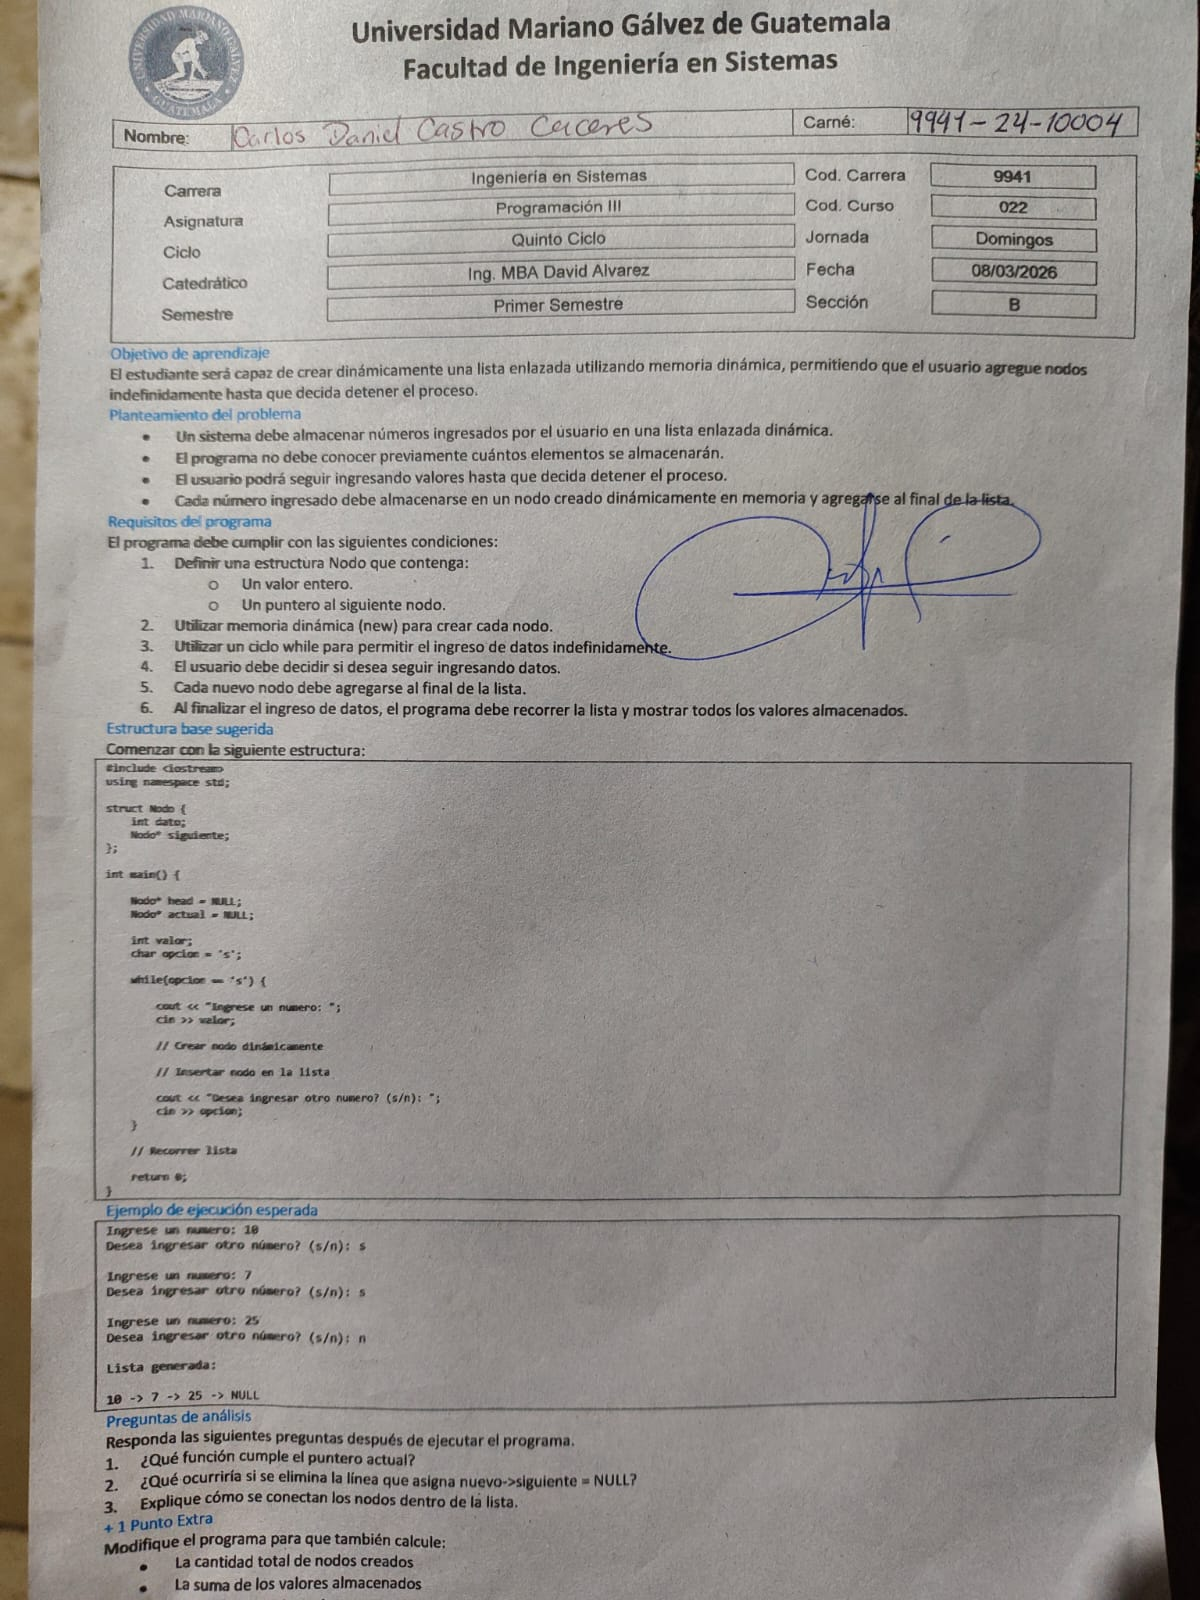 UNIVERSIDAD MARIANO GÁLVEZ
GUATEMALA
Universidad Mariano Gálvez de Guatemala
Facultad de Ingeniería en Sistemas
Nombre: Carlos Daniel Castro Caceres Carné: 9941-24-10004
Carrera Ingeniería en Sistemas Cod. Carrera 9941
Asignatura Programación III Cod. Curso 022
Ciclo Quinto Ciclo Jornada Domingos
Catedrático Ing. MBA David Alvarez Fecha 08/03/2026
Semestre Primer Semestre Sección B
Objetivo de aprendizaje
El estudiante será capaz de crear dinámicamente una lista enlazada utilizando memoria dinámica, permitiendo que el usuario agregue nodos
indefinidamente hasta que decida detener el proceso.
Planteamiento del problema
• Un sistema debe almacenar números ingresados por el usuario en una lista enlazada dinámica.
• El programa no debe conocer previamente cuántos elementos se almacenarán.
• El usuario podrá seguir ingresando valores hasta que decida detener el proceso.
• Cada número ingresado debe almacenarse en un nodo creado dinámicamente en memoria y agregarse al final de la lista.
Requisitos del programa
El programa debe cumplir con las siguientes condiciones:
1. Definir una estructura Nodo que contenga:
o Un valor entero.
o Un puntero al siguiente nodo.
2. Utilizar memoria dinámica (new) para crear cada nodo.
3. Utilizar un ciclo while para permitir el ingreso de datos indefinidamente.
4. El usuario debe decidir si desea seguir ingresando datos.
5. Cada nuevo nodo debe agregarse al final de la lista.
6. Al finalizar el ingreso de datos, el programa debe recorrer la lista y mostrar todos los valores almacenados.
Estructura base sugerida
Comenzar con la siguiente estructura:
#include <iostream>
using namespace std;
struct Nodo {
int dato;
Nodo* siguiente;
};
int main() {
Nodo* head = NULL;
Nodo* actual = NULL;
int valor;
char opcion = 's';
while(opcion == 's') {
cout << "Ingrese un numero: ";
cin >> valor;
// Crear nodo dinámicamente
// Insertar nodo en la lista
cout << "Desea ingresar otro numero? (s/n): ";
cin >> opcion;
}
// Recorrer lista
return 0;
}
Ejemplo de ejecución esperada
Ingrese un numero: 10
Desea ingresar otro número? (s/n): s
Ingrese un numero: 7
Desea ingresar otro número? (s/n): s
Ingrese un numero: 25
Desea ingresar otro número? (s/n): n
Lista generada:
10 -> 7 -> 25 -> NULL
Preguntas de análisis
Responda las siguientes preguntas después de ejecutar el programa.
1. ¿Qué función cumple el puntero actual?
2. ¿Qué ocurriría si se elimina la línea que asigna nuevo->siguiente = NULL?
3. Explique cómo se conectan los nodos dentro de la lista.
+ 1 Punto Extra
Modifique el programa para que también calcule:
• La cantidad total de nodos creados
• La suma de los valores almacenados